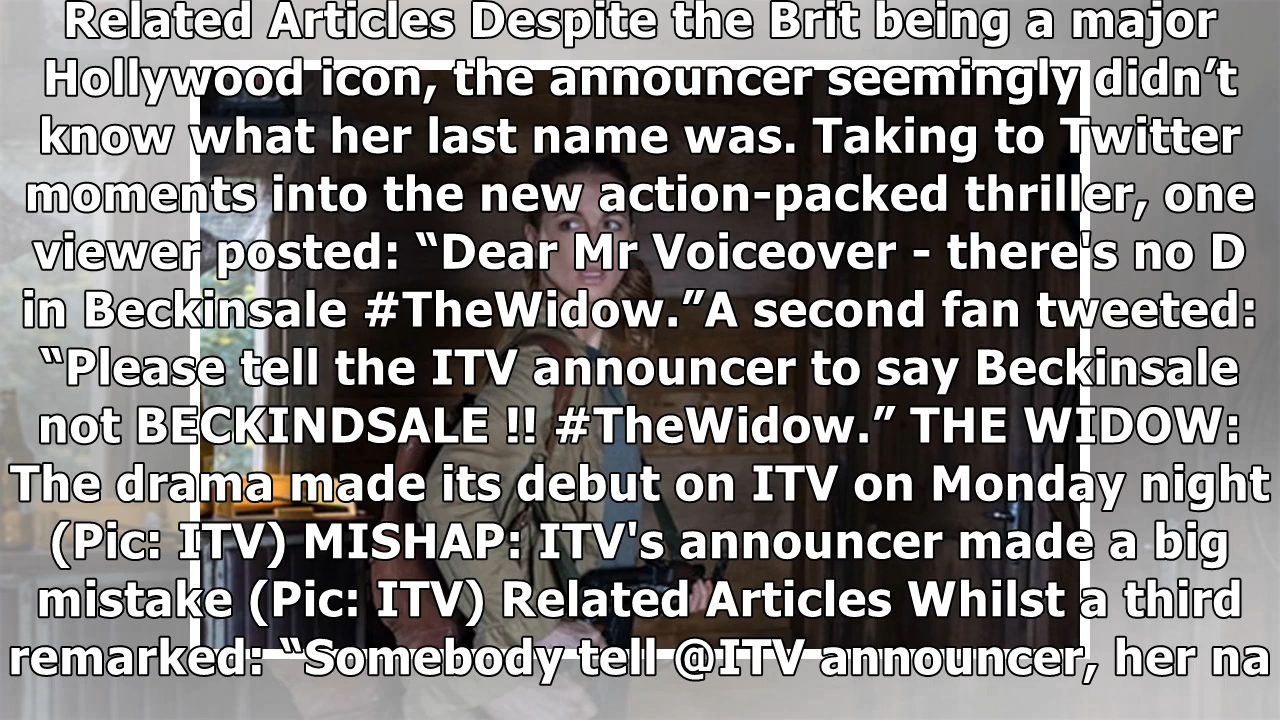 Related Articles Despite the Brit being a major
Hollywood icon, the announcer seemingly didn’t
know what her last name was. Taking to Twitter
moments into the new action-packed thriller, one
viewer posted: “Dear Mr Voiceover - there's no D
in Beckinsale #TheWidow.”A second fan tweeted:
“Please tell the ITV announcer to say Beckinsale
not BECKINDSALE !! #TheWidow.” THE WIDOW:
The drama made its debut on ITV on Monday night
(Pic: ITV) MISHAP: ITV's announcer made a big
mistake (Pic: ITV) Related Articles Whilst a third
remarked: “Somebody tell @ITV announcer, her na